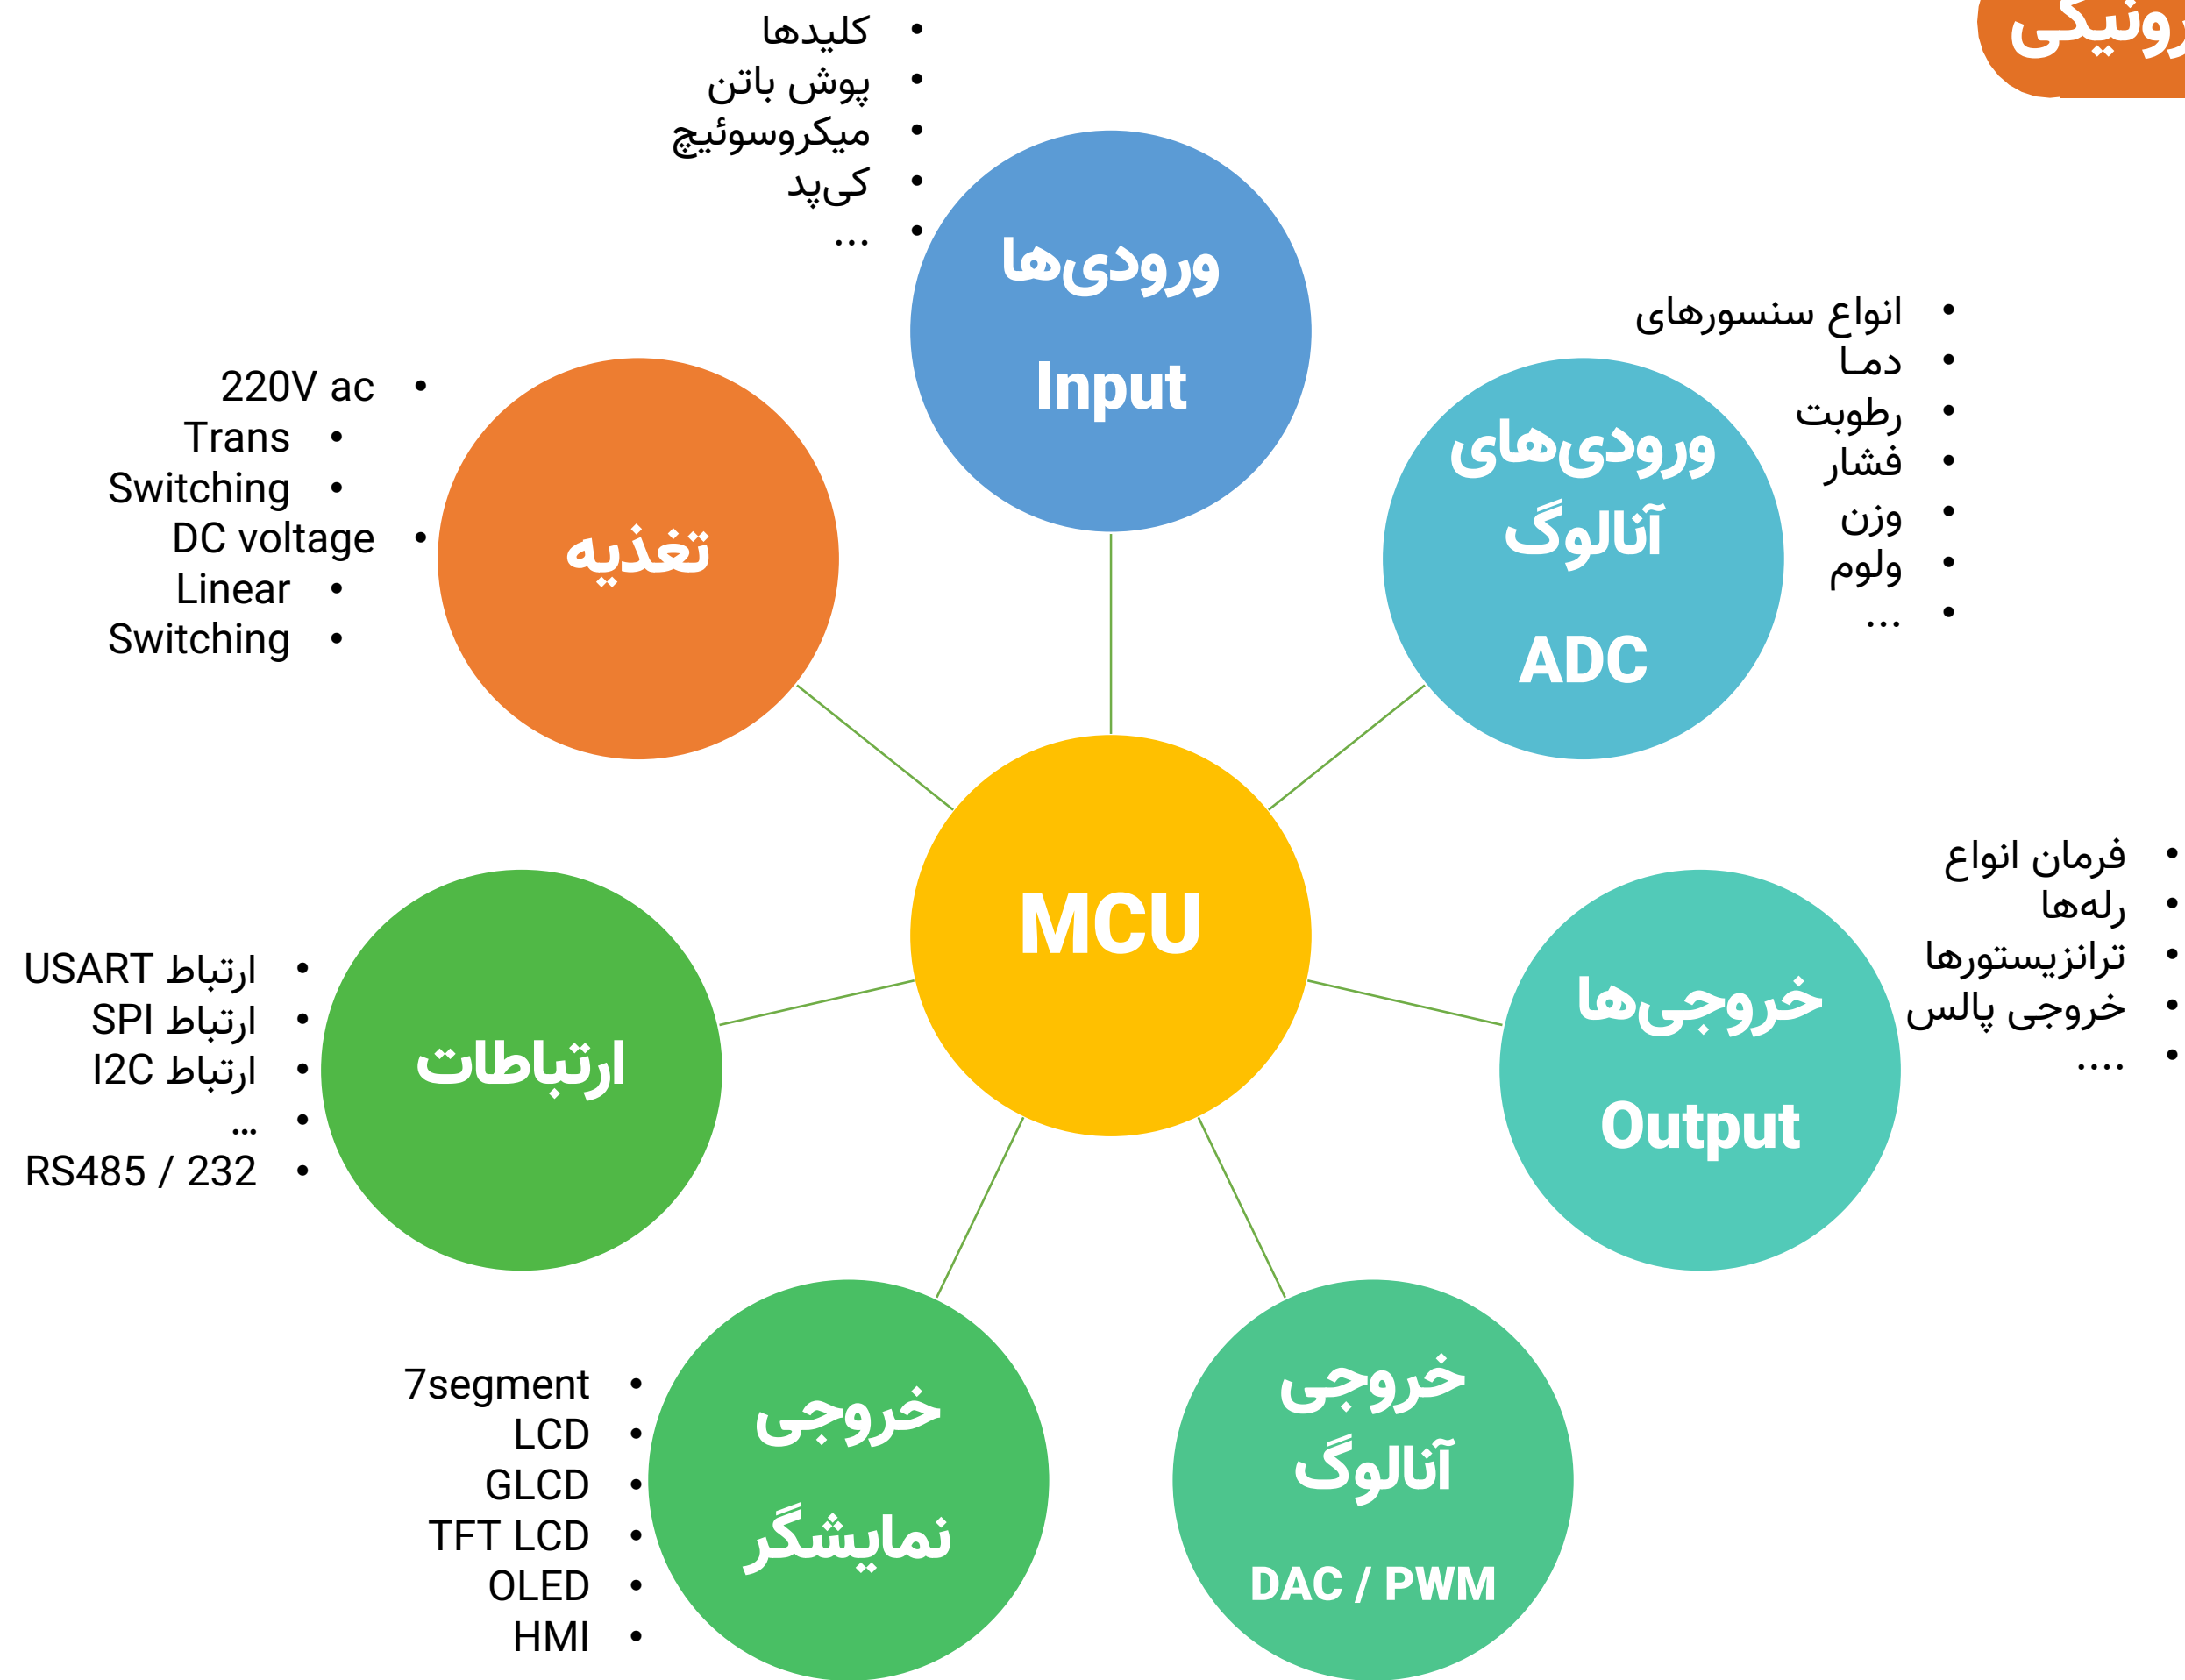 کلیدها
پوش باتن
میکروسوئیچ
کی‌پد
...
ورودی‌ها
Input
انواع سنسورهای
دمـا
رطوبت
فشار
وزن
ولوم
...
ورودی‌های
آنالوگ
ADC
220V ac
Trans
Switching
DC voltage
Linear
Switching
تغذیه
MCU
فرمان انواع
رله‌ها
ترانزیستورها
خروجی پالس
....
خروجی‌ها
Output
ارتباط USART
ارتباط SPI
ارتباط I2C
...
RS485 / 232
ارتباطات
خروجی
آنالوگ
DAC / PWM
7segment
LCD
GLCD
TFT LCD
OLED
HMI
خروجی
نمایشگر